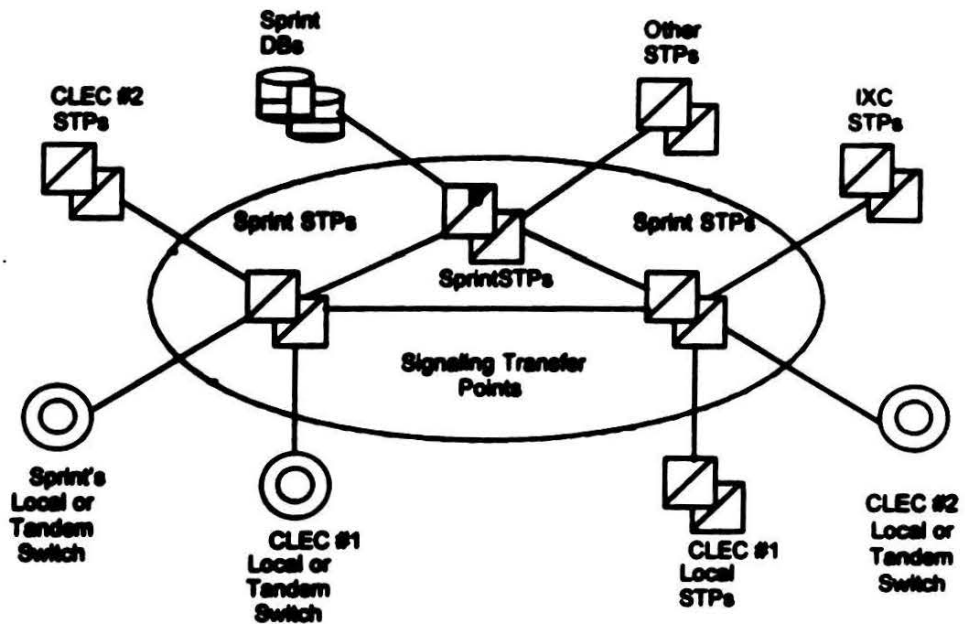 Sprint
DBs
Other
STPs
CLEC #2
STPs
IXC
STPs
Sprint STPs
Sprint STPs
SprintSTPs
Signaling Transfer
Points
Sprint's
Local or
Tandem
Switch
CLEC #1
Local or
Tandem
Switch
CLEC #1
Local
STPs
CLEC #2
Local or
Tandem
Switch